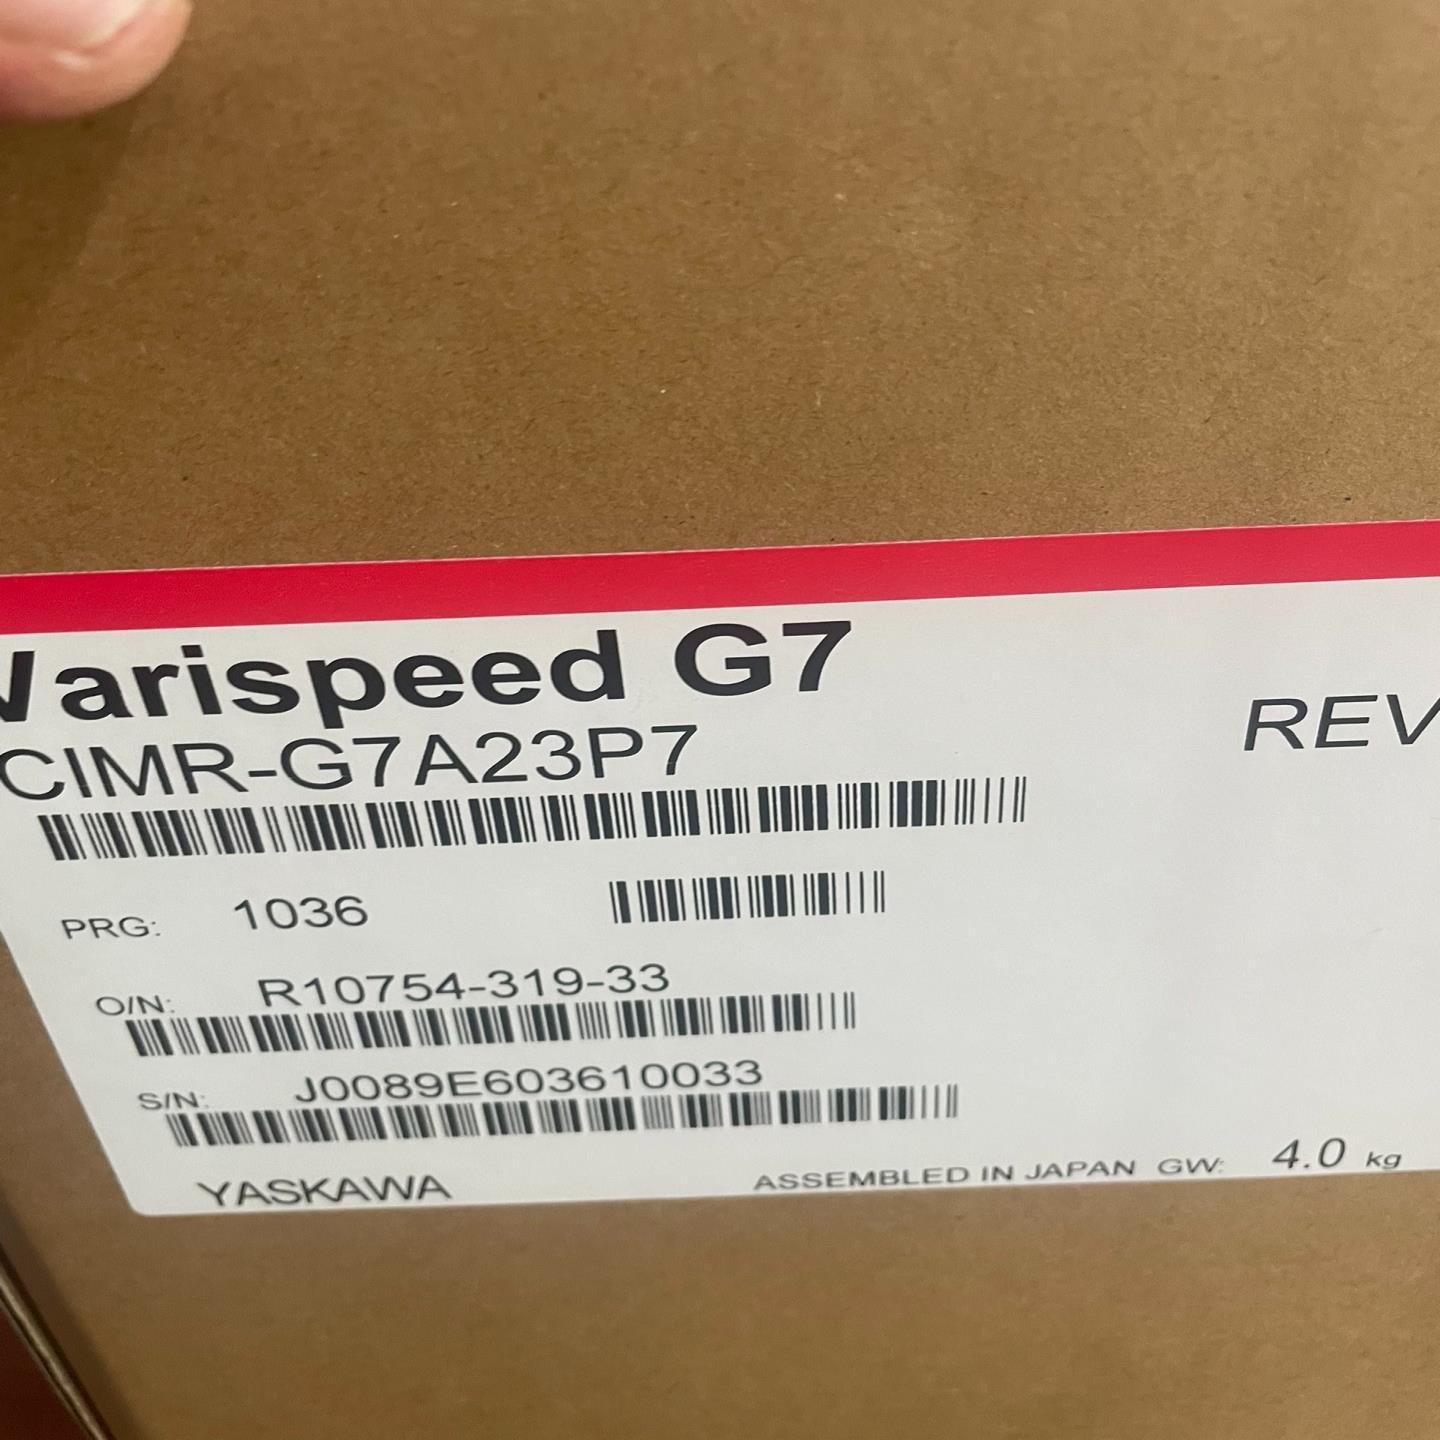 Varispeed G7
CIMR-G7A23P7
REV
PRG: 1036
O/N: R10754-319-33
S/N: J0089E603610033
YASKAWA
ASSEMBLED IN JAPAN GW: 4.0 kg